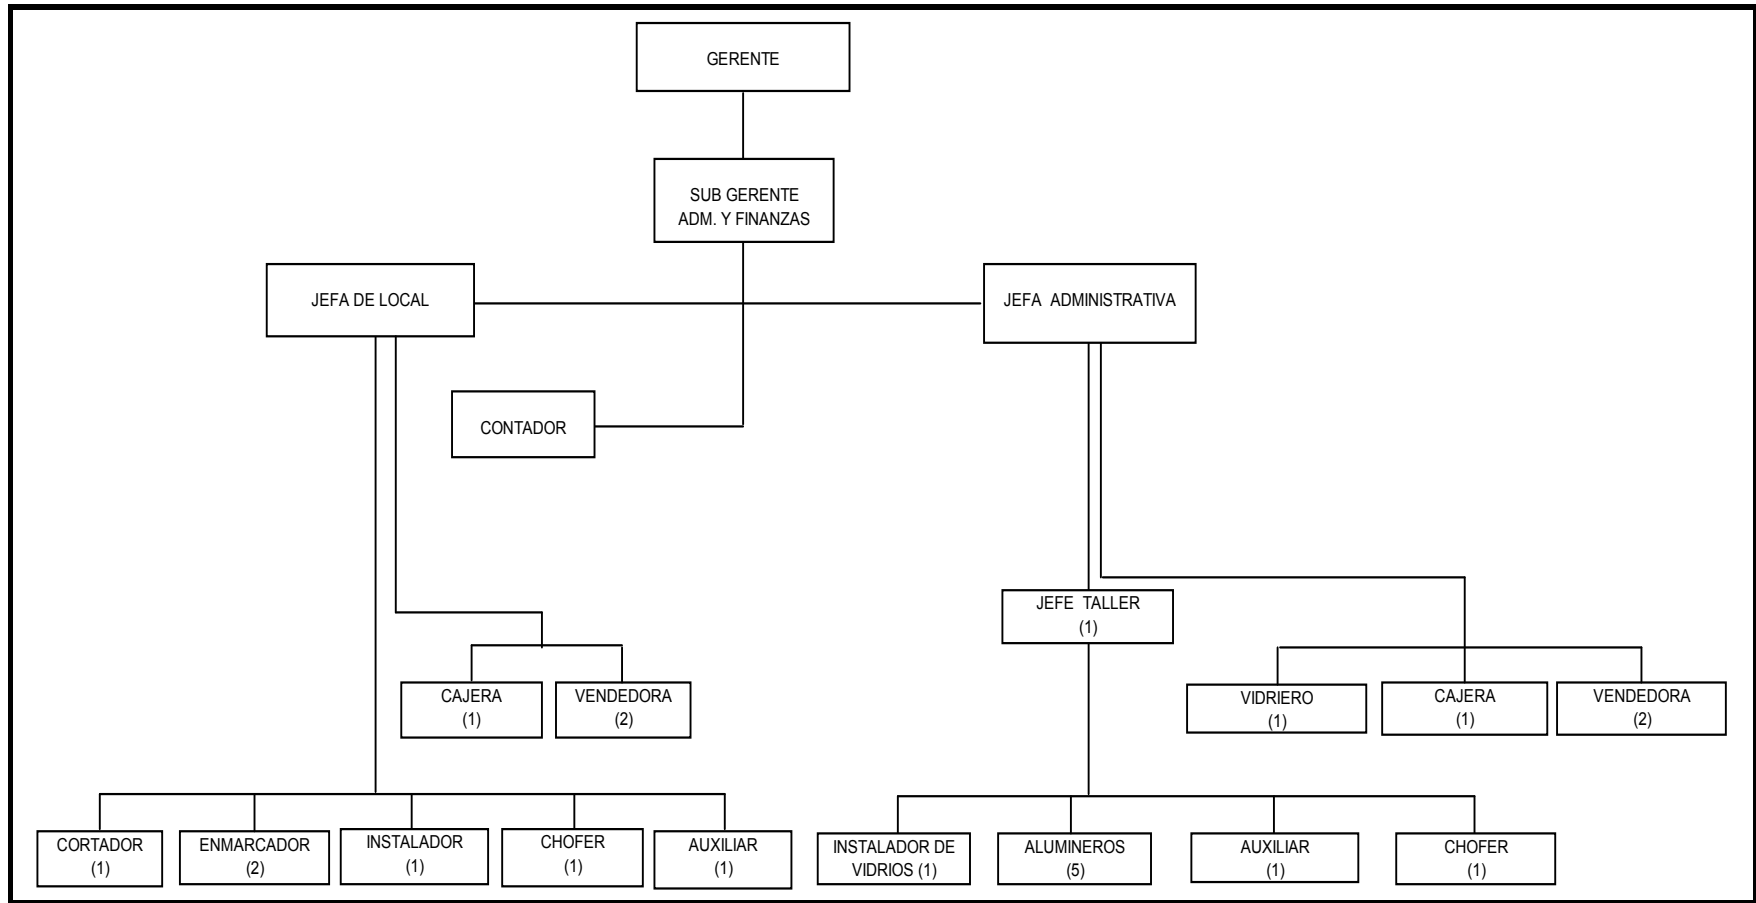 GERENTE
SUB GERENTE
ADM. Y FINANZAS
JEFA DE LOCAL
JEFA ADMINISTRATIVA
CONTADOR
JEFE TALLER
(1)
CAJERA
(1)
VENDEDORA
(2)
VIDRIERO
(1)
CAJERA
(1)
VENDEDORA
(2)
CORTADOR
(1)
ENMARCADOR
(2)
INSTALADOR
(1)
CHOFER
(1)
AUXILIAR
(1)
INSTALADOR DE
VIDRIOS (1)
ALUMINEROS
(5)
AUXILIAR
(1)
CHOFER
(1)